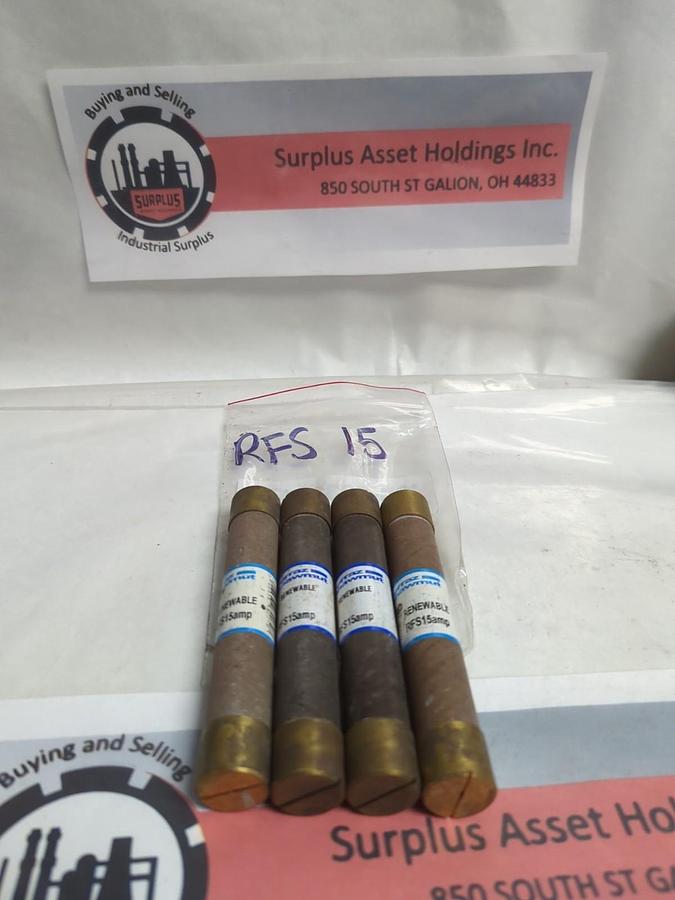 Buying and Selling
Surplus Asset Holdings Inc.
850 SOUTH ST GALION, OH 44833
SURPLUS
Industrial Surplus
RFS 15
RENEWABLE
RENEWABLE
RENEWABLE
RFS15amp
Buying and Selling
Surplus Asset Hol
850 SOUTH ST GA